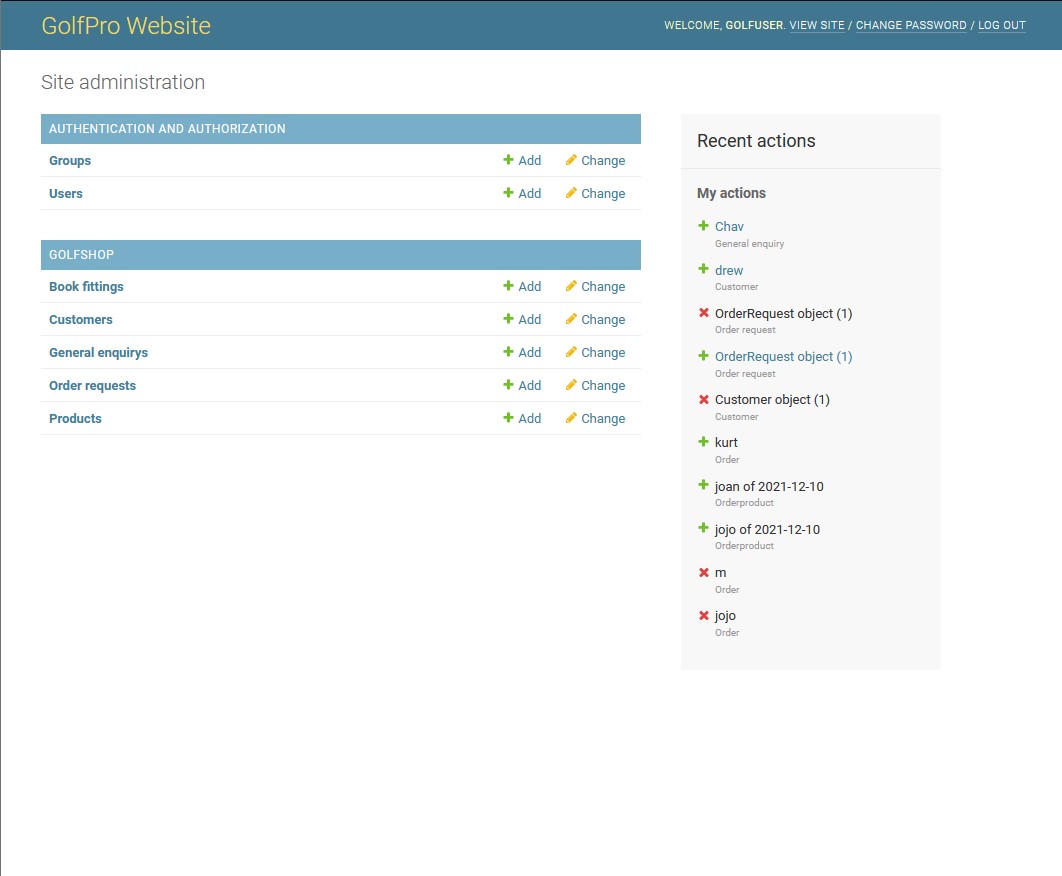 GolfPro Website
WELCOME, GOLFUSER. VIEW SITE / CHANGE PASSWORD / LOG OUT
Site administration
AUTHENTICATION AND AUTHORIZATION
Groups Add Change
Users Add Change
GOLFSHOP
Book fittings Add Change
Customers Add Change
General enquirys Add Change
Order requests Add Change
Products Add Change
Recent actions
My actions
Chav
General enquiry
drew
Customer
OrderRequest object (1)
Order request
OrderRequest object (1)
Order request
Customer object (1)
Customer
kurt
Order
joan of 2021-12-10
Orderproduct
jojo of 2021-12-10
Orderproduct
m
Order
jojo
Order